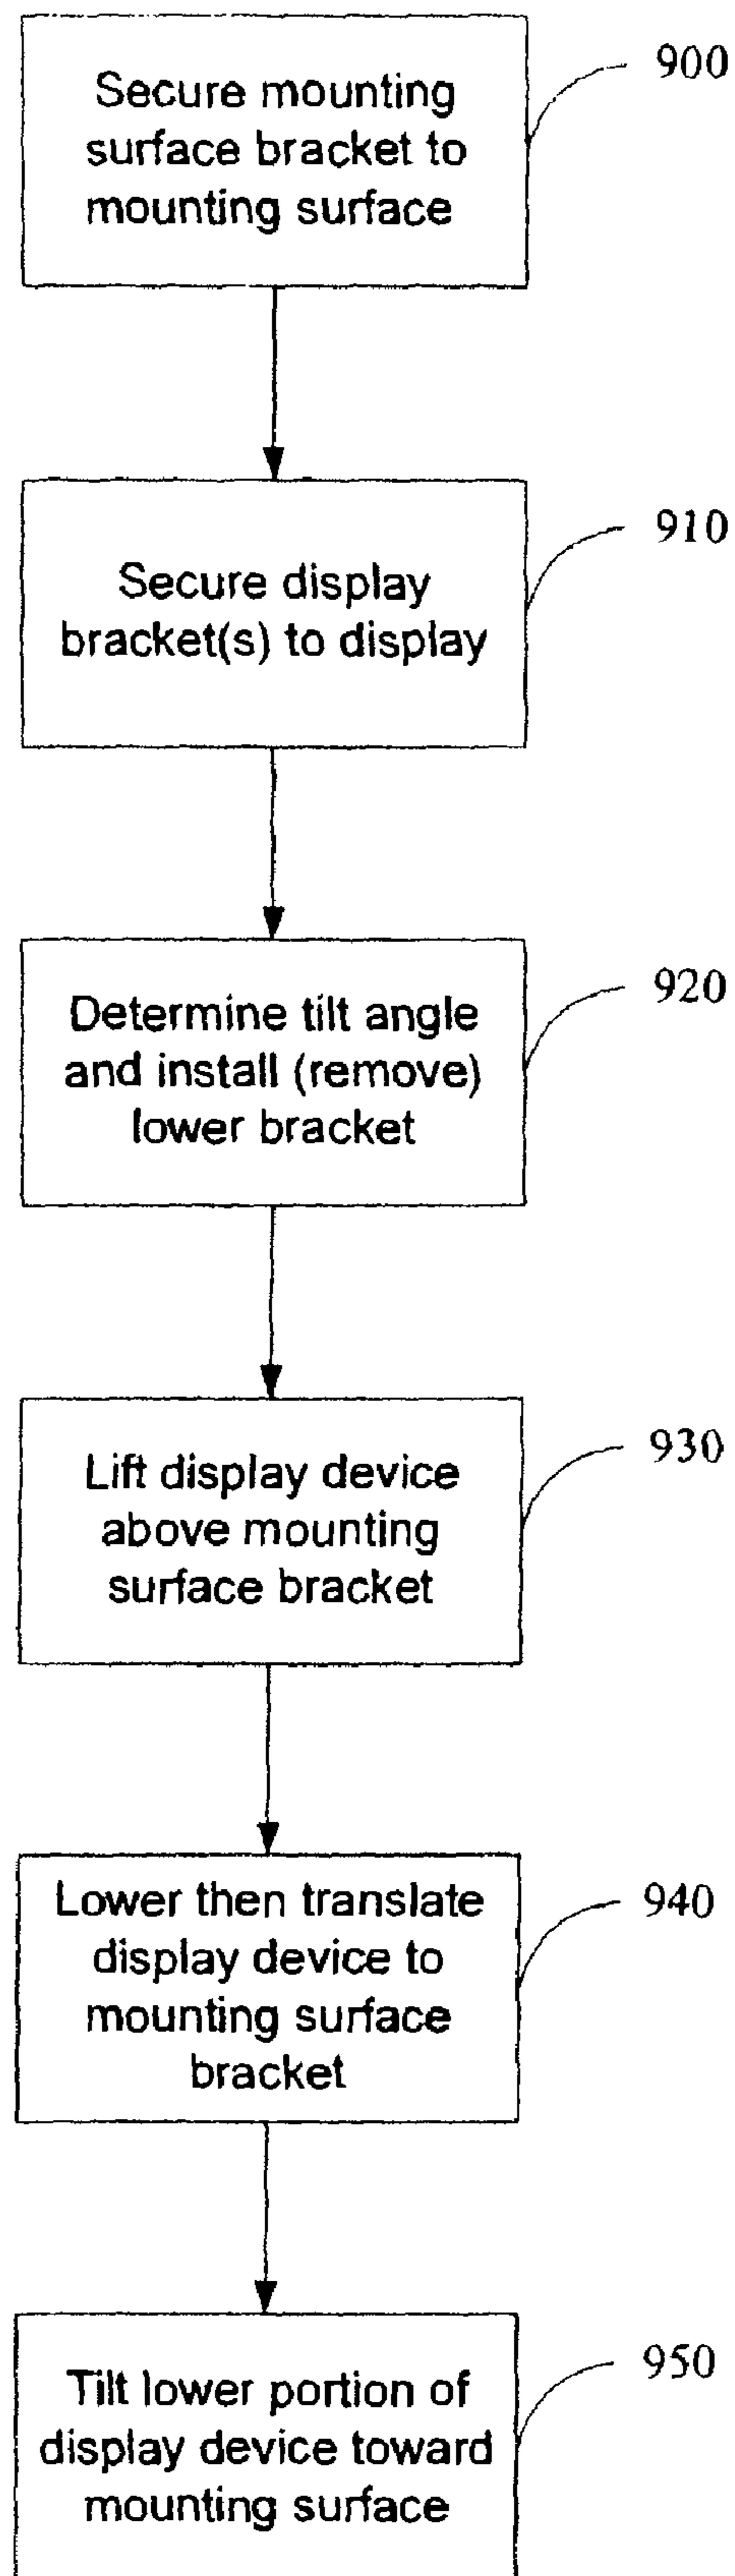 Secure mounting
surface bracket to
mounting surface
900
Secure display
bracket(s) to display
910
Determine tilt angle
and install (remove)
lower bracket
920
Lift display device
above mounting
surface bracket
930
Lower then translate
display device to
mounting surface
bracket
940
Tilt lower portion of
display device toward
mounting surface
950